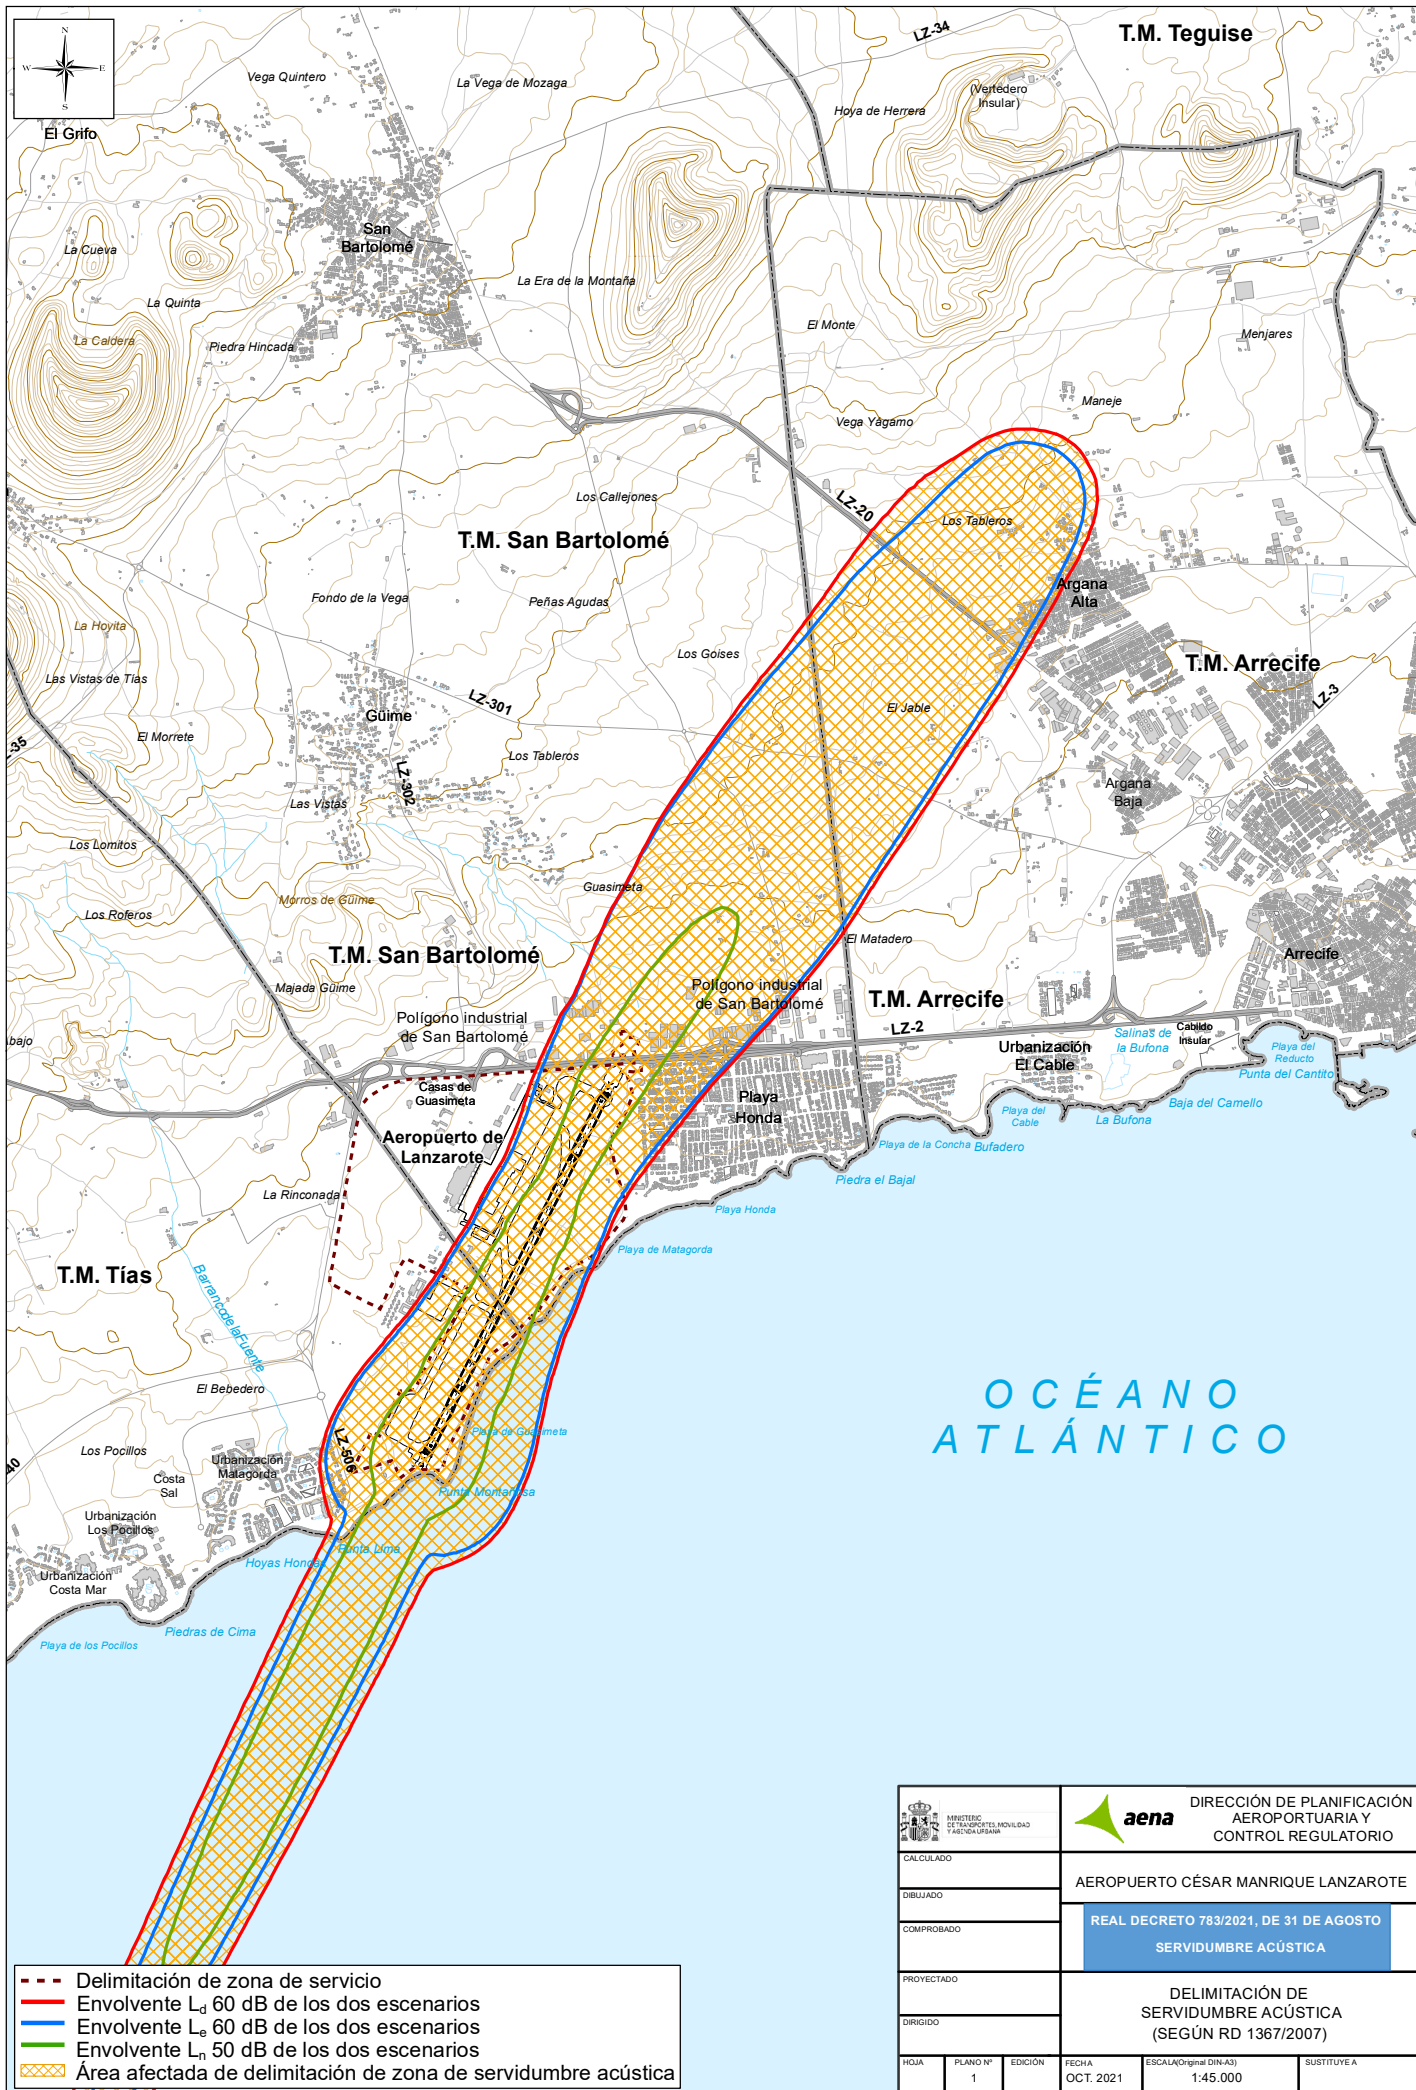 N
W
E
S
El Grifo
Vega Quintero
La Vega de Mozaga
LZ-34
T.M. Teguise
(Vertedero
Insular)
Hoya de Herrera
San
Bartolomé
La Cueva
La Quinta
La Caldera
Piedra Hincada
La Era de la Montaña
El Monte
Menjares
Maneje
Vega Yágamo
Los Callejones
LZ-20
Los Tableros
T.M. San Bartolomé
Argana
Alta
Fondo de la Vega
Peñas Agudas
La Hoyita
Los Goises
T.M. Arrecife
Las Vistas de Tías
LZ-301
LZ-3
El Jable
Güime
El Morrete
-35
Los Tableros
LZ-302
Las Vistas
Argana
Baja
Los Lomitos
Guasimeta
Morros de Güime
Los Roferos
El Matadero
T.M. San Bartolomé
Arrecife
Majada Güime
Polígono industrial
de San Bartolomé
T.M. Arrecife
Polígono industrial
de San Bartolomé
LZ-2
Salinas de
la Bufona
Cabildo
Insular
Urbanización
El Cable
Playa del
Reducto
Punta del Cantito
Abajo
Casas de
Guasimeta
Playa
Honda
Baja del Camello
Playa del
Cable
La Bufona
Aeropuerto de
Lanzarote
Playa de la Concha
Bufadero
Piedra el Bajal
La Rinconada
Playa Honda
Playa de Matagorda
T.M. Tías
Barranco de la Fuente
El Bebedero
OCÉANO
ATLÁNTICO
Los Pocillos
LZ-506
Playa de Guasimeta
Urbanización
Matagorda
-40
Costa
Sal
Punta Montañosa
Urbanización
Los Pocillos
Punta Lima
Hoyas Hondas
Urbanización
Costa Mar
Piedras de Cima
Playa de los Pocillos
MINISTERIO
DE TRANSPORTES, MOVILIDAD
Y AGENDA URBANA
aena
DIRECCIÓN DE PLANIFICACIÓN
AEROPORTUARIA Y
CONTROL REGULATORIO
CALCULADO
AEROPUERTO CÉSAR MANRIQUE LANZAROTE
DIBUJADO
REAL DECRETO 783/2021, DE 31 DE AGOSTO
SERVIDUMBRE ACÚSTICA
COMPROBADO
PROYECTADO
DELIMITACIÓN DE
SERVIDUMBRE ACÚSTICA
(SEGÚN RD 1367/2007)
DIRIGIDO
HOJA
PLANO Nº
1
EDICIÓN
FECHA
OCT. 2021
ESCALA(Original DIN-A3)
1:45.000
SUSTITUYE A
Delimitación de zona de servicio
Envolvente Ld 60 dB de los dos escenarios
Envolvente Le 60 dB de los dos escenarios
Envolvente Ln 50 dB de los dos escenarios
Área afectada de delimitación de zona de servidumbre acústica